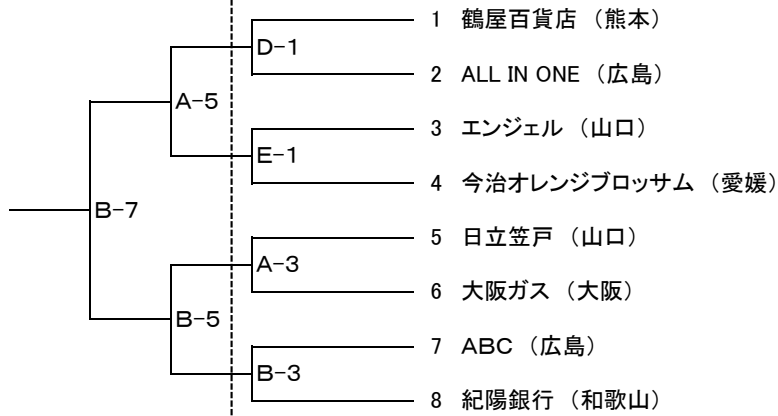 1 鶴屋百貨店 （熊本）
D-1
2 ALL IN ONE （広島）
A-5
3 エンジェル （山口）
E-1
4 今治オレンジブロッサム （愛媛）
B-7
5 日立笠戸 （山口）
A-3
6 大阪ガス （大阪）
B-5
7 ABC （広島）
B-3
8 紀陽銀行 （和歌山）